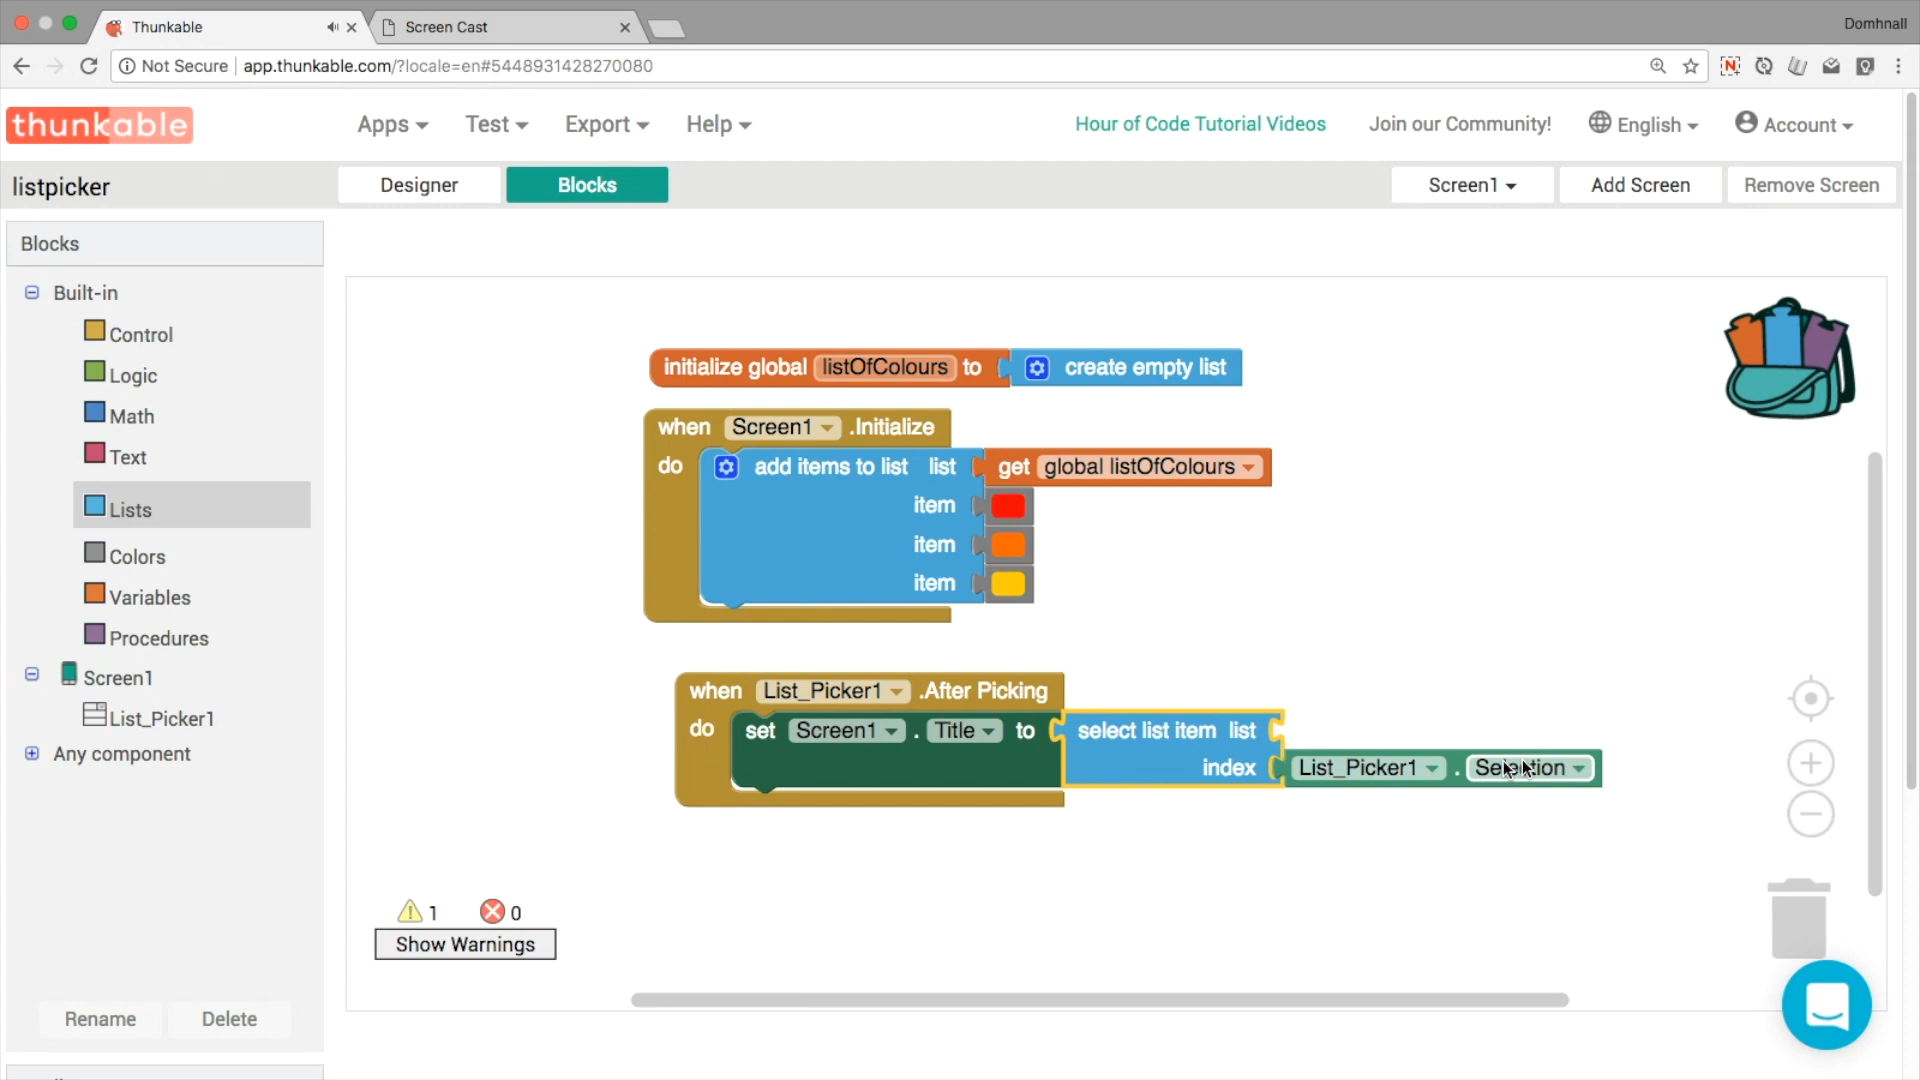 Thunkable
Screen Cast
Domhnall
Not Secure app.thunkable.com/?locale=en#5448931428270080
thunkable
Apps Test Export Help Hour of Code Tutorial Videos Join our Community! English Account
listpicker Designer Blocks Screen1 Add Screen Remove Screen
Blocks
Built-in
Control
Logic
Math
Text
Lists
Colors
Variables
Procedures
Screen1
List_Picker1
Any component
Rename Delete
initialize global listOfColours to create empty list
when Screen1 .Initialize
do add items to list list get global listOfColours
item
item
item
when List_Picker1 .After Picking
do set Screen1 . Title to select list item list
index List_Picker1 . Selection
1 0
Show Warnings